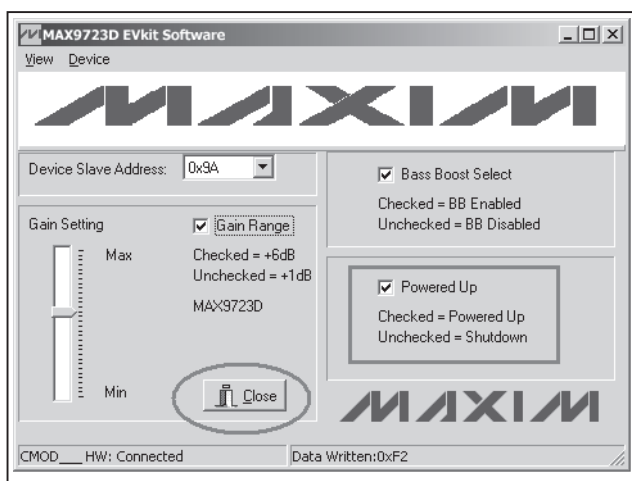 MAX9723D EVkit Software
View Device
MAXIM
Device Slave Address: 0x9A
Gain Setting
Max
Min
Gain Range
Checked = +6dB
Unchecked = +1dB
MAX9723D
Close
Bass Boost Select
Checked = BB Enabled
Unchecked = BB Disabled
Powered Up
Checked = Powered Up
Unchecked = Shutdown
MAXIM
CMOD___ HW: Connected
Data Written:0xF2